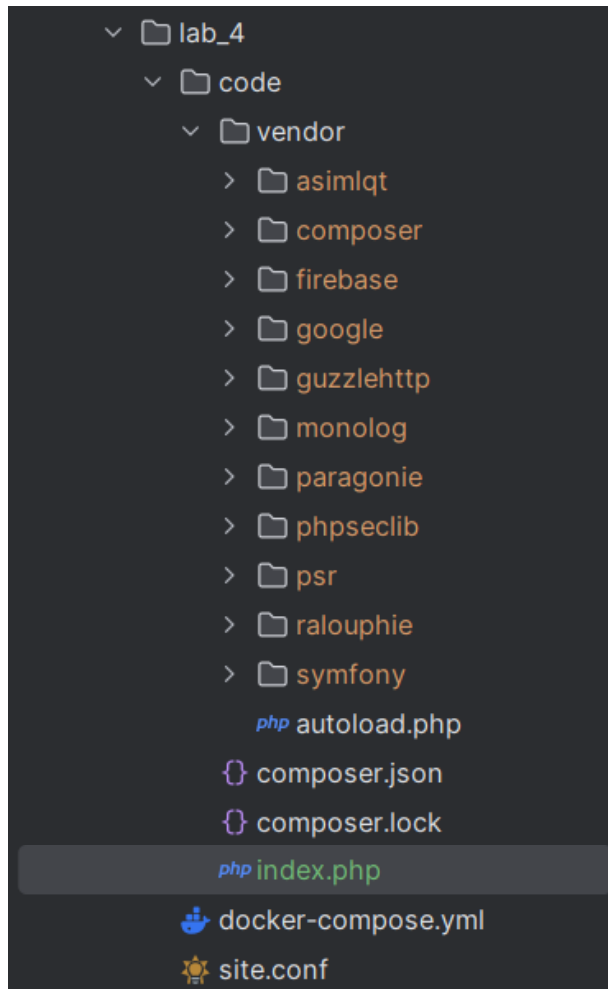 lab_4
code
vendor
asimlqt
composer
firebase
google
guzzlehttp
monolog
paragonie
phpseclib
psr
ralouphie
symfony
php autoload.php
{} composer.json
{} composer.lock
php index.php
docker-compose.yml
site.conf